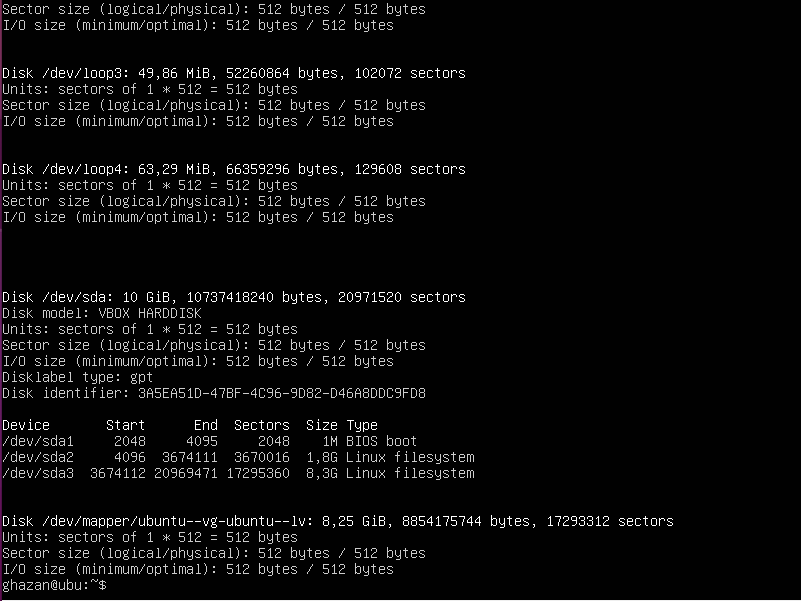 Sector size (logical/physical): 512 bytes / 512 bytes
I/O size (minimum/optimal): 512 bytes / 512 bytes
Disk /dev/loop3: 49,86 MiB, 52260864 bytes, 102072 sectors
Units: sectors of 1 * 512 = 512 bytes
Sector size (logical/physical): 512 bytes / 512 bytes
I/O size (minimum/optimal): 512 bytes / 512 bytes
Disk /dev/loop4: 63,29 MiB, 66359296 bytes, 129608 sectors
Units: sectors of 1 * 512 = 512 bytes
Sector size (logical/physical): 512 bytes / 512 bytes
I/O size (minimum/optimal): 512 bytes / 512 bytes
Disk /dev/sda: 10 GiB, 10737418240 bytes, 20971520 sectors
Disk model: VBOX HARDDISK
Units: sectors of 1 * 512 = 512 bytes
Sector size (logical/physical): 512 bytes / 512 bytes
I/O size (minimum/optimal): 512 bytes / 512 bytes
Disklabel type: gpt
Disk identifier: 3A5EA51D-47BF-4C96-9D82-D46A8DDC9FD8
Device       Start      End  Sectors  Size Type
/dev/sda1     2048     4095     2048    1M BIOS boot
/dev/sda2     4096  3674111  3670016  1,8G Linux filesystem
/dev/sda3  3674112 20969471 17295360  8,3G Linux filesystem
Disk /dev/mapper/ubuntu--vg-ubuntu--lv: 8,25 GiB, 8854175744 bytes, 17293312 sectors
Units: sectors of 1 * 512 = 512 bytes
Sector size (logical/physical): 512 bytes / 512 bytes
I/O size (minimum/optimal): 512 bytes / 512 bytes
ghazan@ubu:~$